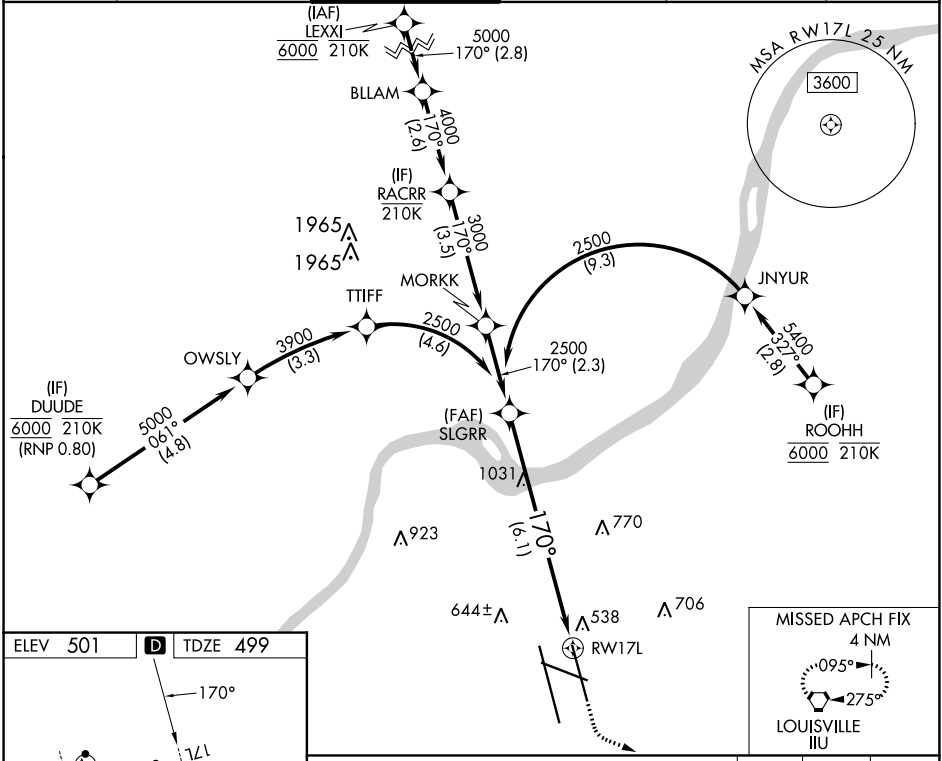 (IAF)
LEXXI
6000 210K
5000
170° (2.8)
BLLAM
4000
170°
(2.6)
(IF)
RACRR
210K
3000
170°
(3.5)
MSA RW17L 25 NM
3600
1965
1965
MORKK
2500
(9.3)
JNYUR
TTIFF
2500
(4.6)
3900
(3.3)
OWSLY
2500
170° (2.3)
5400
327°
(2.8)
(IF)
DUUDE
6000 210K
(RNP 0.80)
5000
061°
(4.8)
(FAF)
SLGRR
(IF)
ROOHH
6000 210K
1031
170°
(6.1)
923
770
644±
538
706
RW17L
MISSED APCH FIX
4 NM
095°
275°
LOUISVILLE
IIU
ELEV 501 D TDZE 499
170°
17L